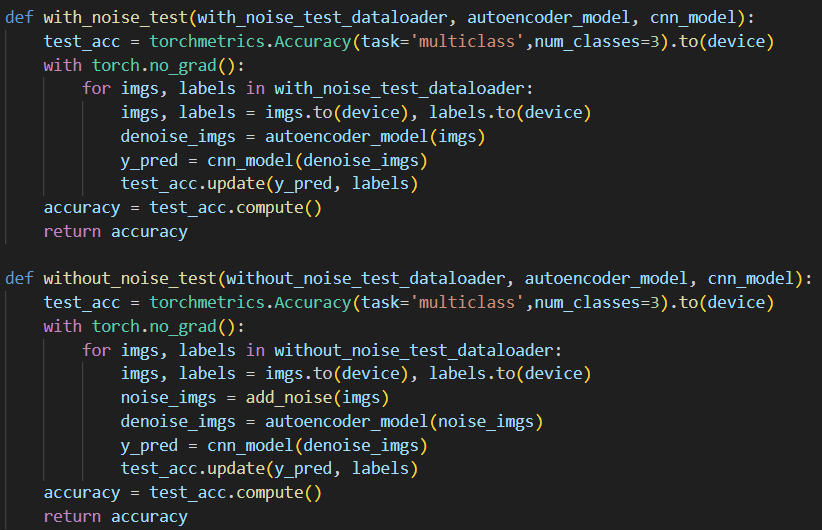 def with_noise_test(with_noise_test_dataloader, autoencoder_model, cnn_model):
    test_acc = torchmetrics.Accuracy(task='multiclass',num_classes=3).to(device)
    with torch.no_grad():
        for imgs, labels in with_noise_test_dataloader:
            imgs, labels = imgs.to(device), labels.to(device)
            denoise_imgs = autoencoder_model(imgs)
            y_pred = cnn_model(denoise_imgs)
            test_acc.update(y_pred, labels)
    accuracy = test_acc.compute()
    return accuracy

def without_noise_test(without_noise_test_dataloader, autoencoder_model, cnn_model):
    test_acc = torchmetrics.Accuracy(task='multiclass',num_classes=3).to(device)
    with torch.no_grad():
        for imgs, labels in without_noise_test_dataloader:
            imgs, labels = imgs.to(device), labels.to(device)
            noise_imgs = add_noise(imgs)
            denoise_imgs = autoencoder_model(noise_imgs)
            y_pred = cnn_model(denoise_imgs)
            test_acc.update(y_pred, labels)
    accuracy = test_acc.compute()
    return accuracy